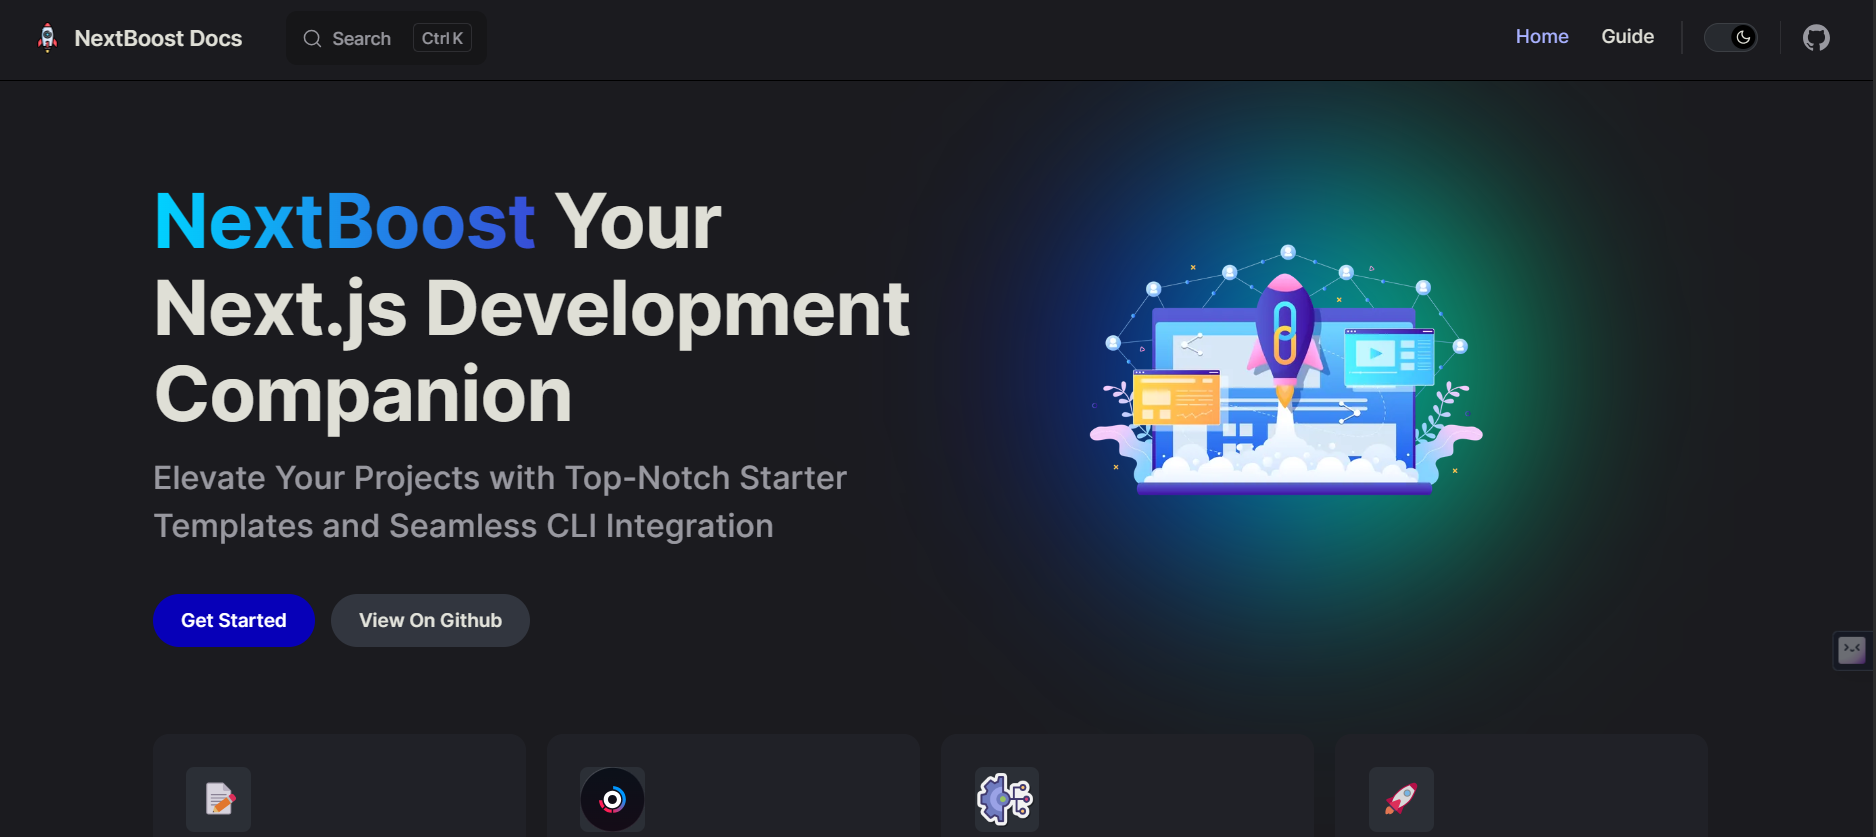 NextBoost Docs
Search
Ctrl K
Home
Guide
NextBoost Your
Next.js Development
Companion
Elevate Your Projects with Top-Notch Starter
Templates and Seamless CLI Integration
Get Started
View On Github